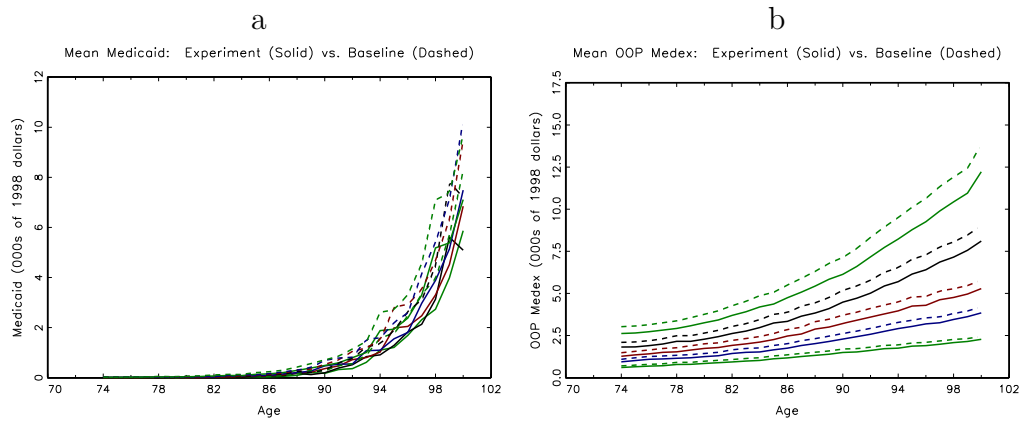 a
b
Mean Medicaid: Experiment (Solid) vs. Baseline (Dashed)
Mean OOP Medex: Experiment (Solid) vs. Baseline (Dashed)
Medicaid (000s of 1998 dollars)
12
10
8
6
4
2
0
70 74 78 82 86 90 94 98 102
Age
OOP Medex (000s of 1998 dollars)
17.5
15.0
12.5
10.0
7.5
5.0
2.5
0.0
70 74 78 82 86 90 94 98 102
Age